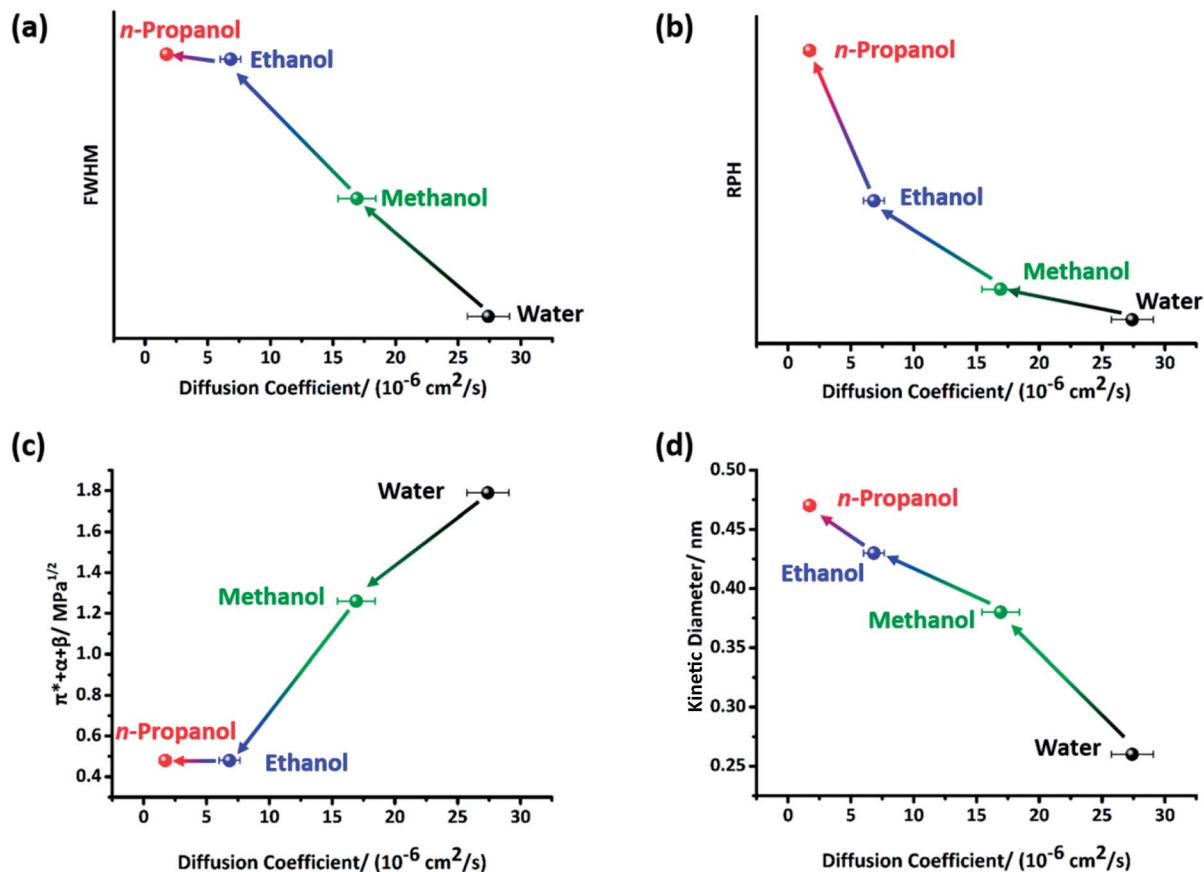 (a)
n-Propanol
Ethanol
Methanol
Water
FWHM
0 5 10 15 20 25 30
Diffusion Coefficient/ (10⁻⁶ cm²/s)
(b)
n-Propanol
Ethanol
Methanol
Water
RPH
0 5 10 15 20 25 30
Diffusion Coefficient/ (10⁻⁶ cm²/s)
(c)
1.8
1.6
1.4
1.2
1.0
0.8
0.6
0.4
π*+α+β/ MPa¹/²
Water
Methanol
n-Propanol
Ethanol
0 5 10 15 20 25 30
Diffusion Coefficient/ (10⁻⁶ cm²/s)
(d)
0.50
0.45
0.40
0.35
0.30
0.25
Kinetic Diameter/ nm
n-Propanol
Ethanol
Methanol
Water
0 5 10 15 20 25 30
Diffusion Coefficient/ (10⁻⁶ cm²/s)